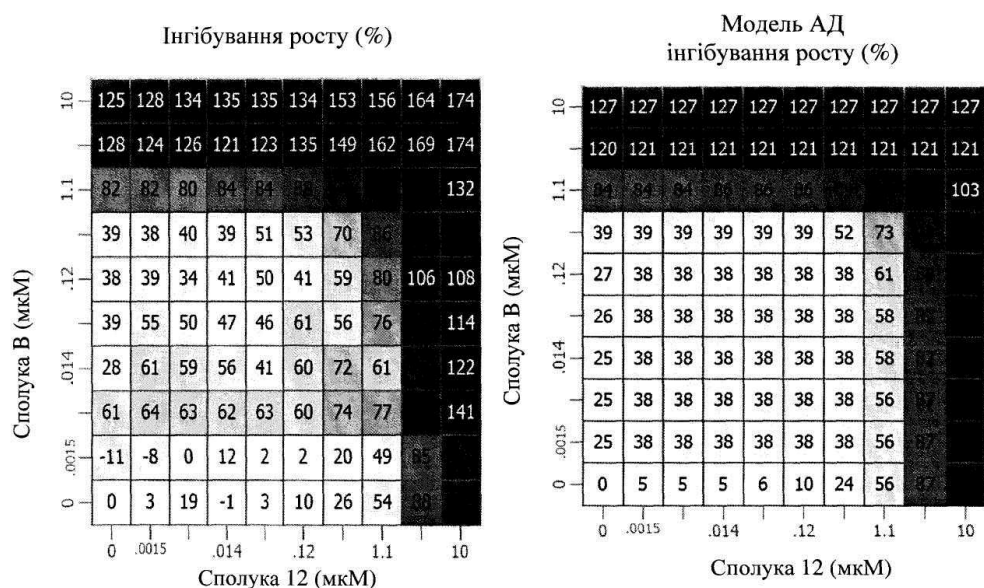 Інгібування росту (%)
10 125 128 134 135 135 134 153 156 164 174
128 124 126 121 123 135 149 162 169 174
1.1 82 82 80 84 84 132
39 38 40 39 51 53 70 86
.12 38 39 34 41 50 41 59 80 106 108
39 55 50 47 46 61 56 76 114
.014 28 61 59 56 41 60 72 61 122
61 64 63 62 63 60 74 77 141
.0015 -11 -8 0 12 2 2 20 49 85
0 0 3 19 -1 3 10 26 54 88
0 .0015 .014 .12 1.1 10
Сполука B (мкМ)
Сполука 12 (мкМ)
Модель АД
інгібування росту (%)
10 127 127 127 127 127 127 127 127 127 127
120 121 121 121 121 121 121 121 121 121
1.1 84 84 84 86 86 86 103
39 39 39 39 39 39 52 73
.12 27 38 38 38 38 38 38 61
26 38 38 38 38 38 38 58
.014 25 38 38 38 38 38 38 58
25 38 38 38 38 38 38 56 87
.0015 25 38 38 38 38 38 38 56 87
0 0 5 5 5 6 10 24 56 87
0 .0015 .014 .12 1.1 10
Сполука B (мкМ)
Сполука 12 (мкМ)